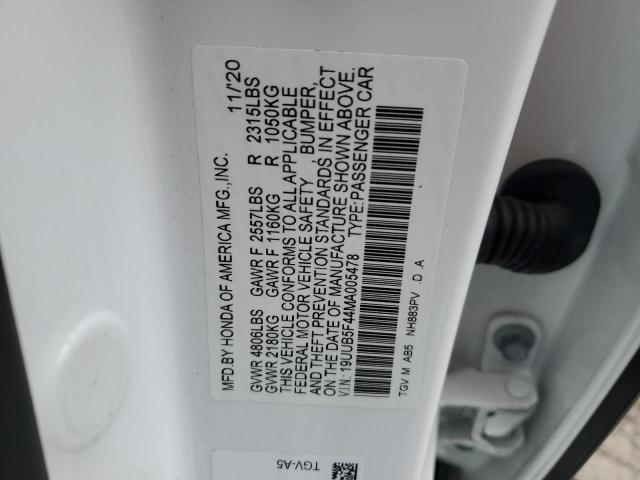 MFD.BY HONDA OF AMERICA MFG.,INC. 11/'20
GVWR 4806LBS GAWR F 2557LBS R 2315LBS
GVWR 2180KG GAWR F 1160KG R 1050KG
THIS VEHICLE CONFORMS TO ALL APPLICABLE
FEDERAL MOTOR VEHICLE SAFETY , BUMPER,
AND THEFT PREVENTION STANDARDS IN EFFECT
ON THE DATE OF MANUFACTURE SHOWN ABOVE.
V.I.N:19UUB5F44MA005478 TYPE:PASSENGER CAR
TGV M AB5 NH883PV .D .A
TGV-A5